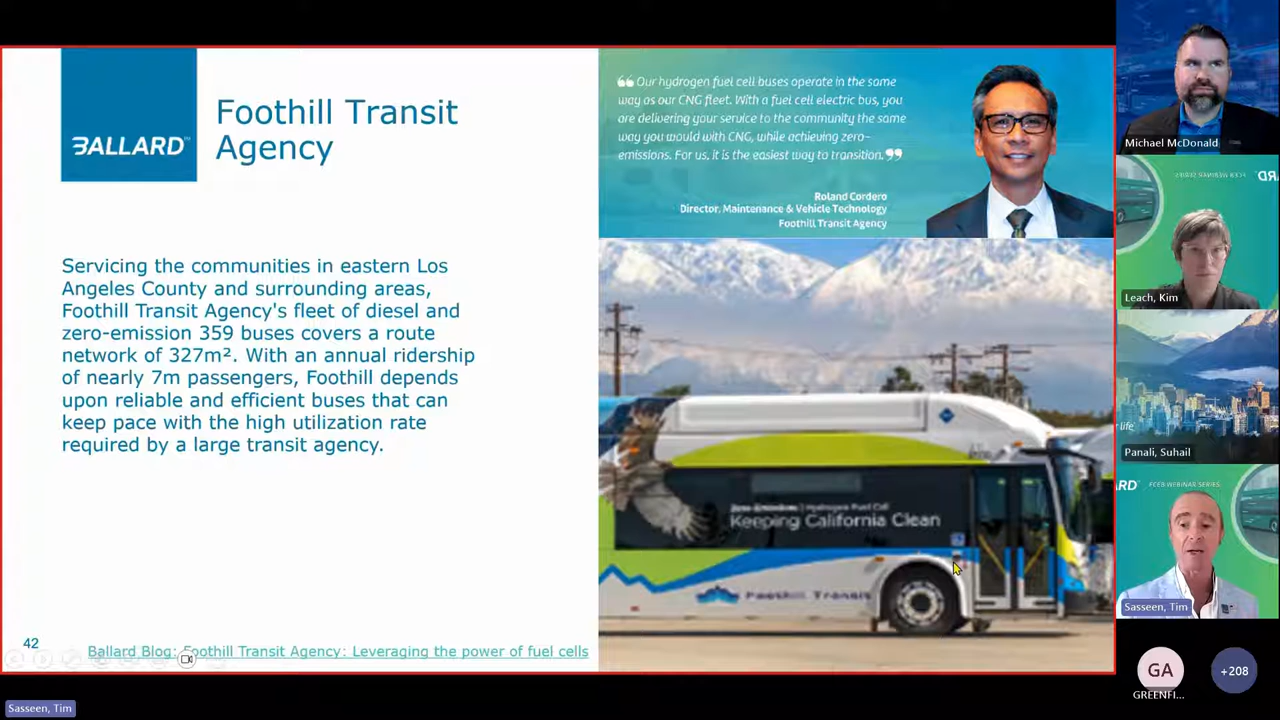 BALLARD™
Foothill Transit
Agency
Servicing the communities in eastern Los
Angeles County and surrounding areas,
Foothill Transit Agency's fleet of diesel and
zero-emission 359 buses covers a route
network of 327m². With an annual ridership
of nearly 7m passengers, Foothill depends
upon reliable and efficient buses that can
keep pace with the high utilization rate
required by a large transit agency.
42
Ballard Blog: Foothill Transit Agency: Leveraging the power of fuel cells
“Our hydrogen fuel cell buses operate in the same
way as our CNG fleet. With a fuel cell electric bus, you
are delivering your service to the community the same
way you would with CNG, while achieving zero-
emissions. For us, it is the easiest way to transition.”
Roland Cordero
Director, Maintenance & Vehicle Technology
Foothill Transit Agency
Zero-Emissions | Hydrogen Fuel Cell
Keeping California Clean
Foothill Transit
Michael McDonald
Leach, Kim
r life
Panali, Suhail
ARD
FCEB WEBINAR SERIES
Sasseen, Tim
GA
+208
GREENFI...
Sasseen, Tim